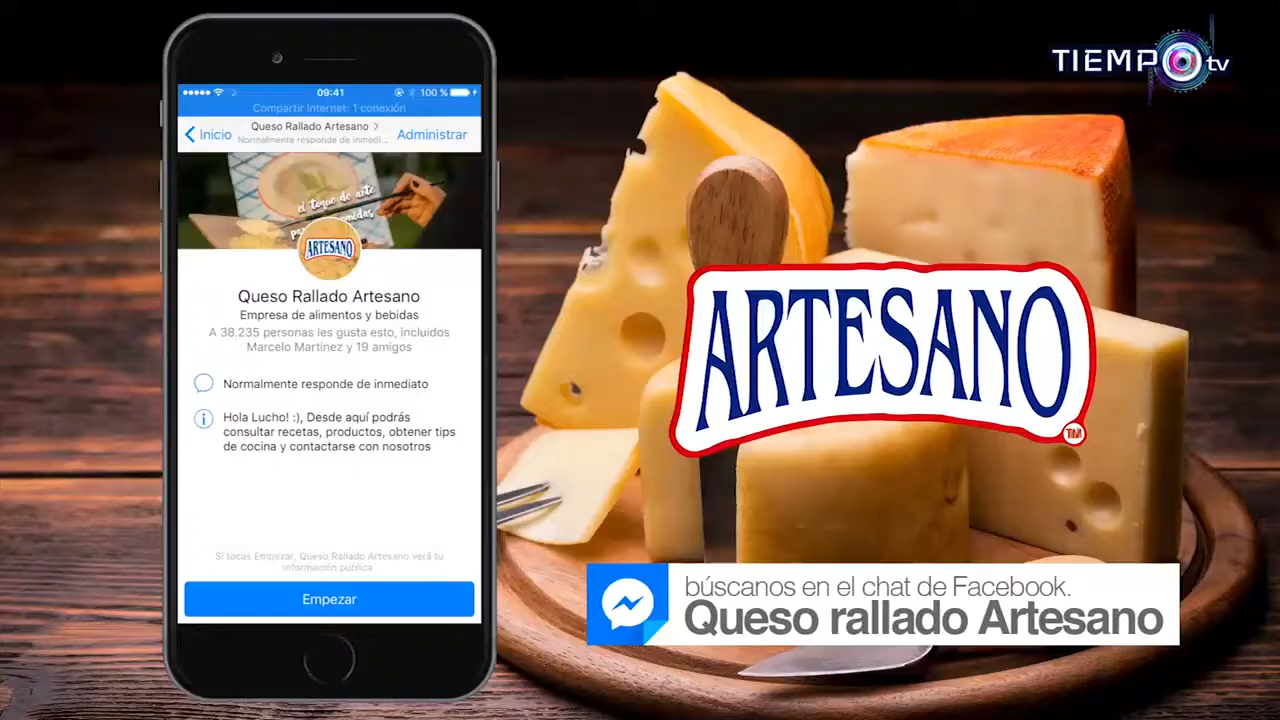 TIEMPO tv
09:41
100 %
Compartir Internet: 1 conexión
Inicio
Queso Rallado Artesano
Normalmente responde de inmedi...
Administrar
el toque de arte
ARTESANO
Queso Rallado Artesano
Empresa de alimentos y bebidas
A 38.235 personas les gusta esto, incluidos
Marcelo Martinez y 19 amigos
Normalmente responde de inmediato
Hola Lucho! :), Desde aquí podrás
consultar recetas, productos, obtener tips
de cocina y contactarse con nosotros
Si tocas Empezar, Queso Rallado Artesano verá tu
información pública
Empezar
ARTESANO
TM
búscanos en el chat de Facebook.
Queso rallado Artesano